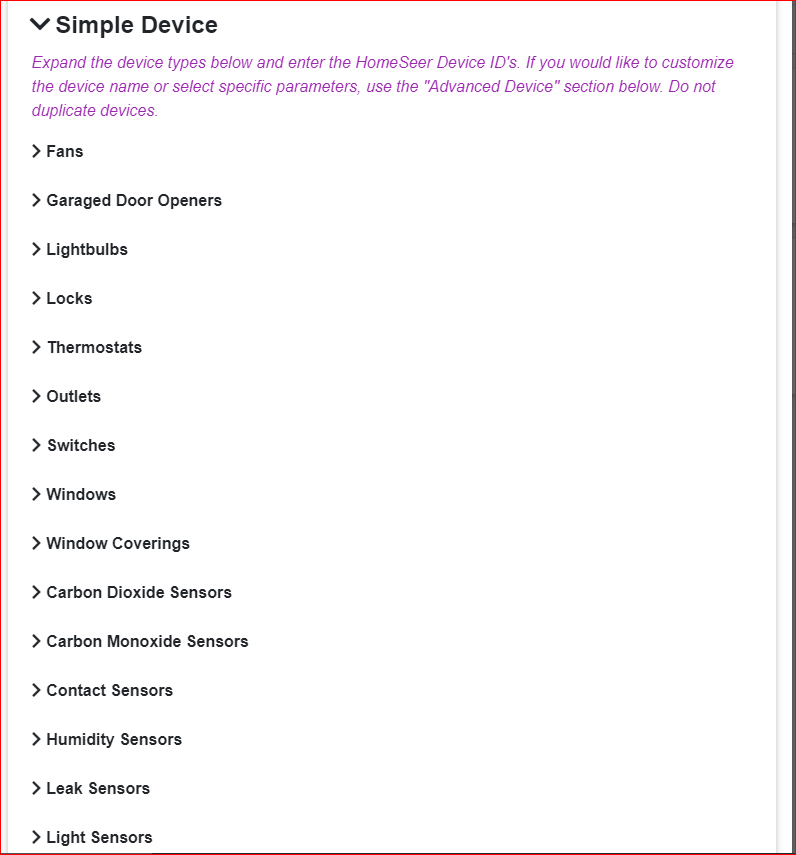 Simple Device
Expand the device types below and enter the HomeSeer Device ID's. If you would like to customize
the device name or select specific parameters, use the "Advanced Device" section below. Do not
duplicate devices.
Fans
Garaged Door Openers
Lightbulbs
Locks
Thermostats
Outlets
Switches
Windows
Window Coverings
Carbon Dioxide Sensors
Carbon Monoxide Sensors
Contact Sensors
Humidity Sensors
Leak Sensors
Light Sensors